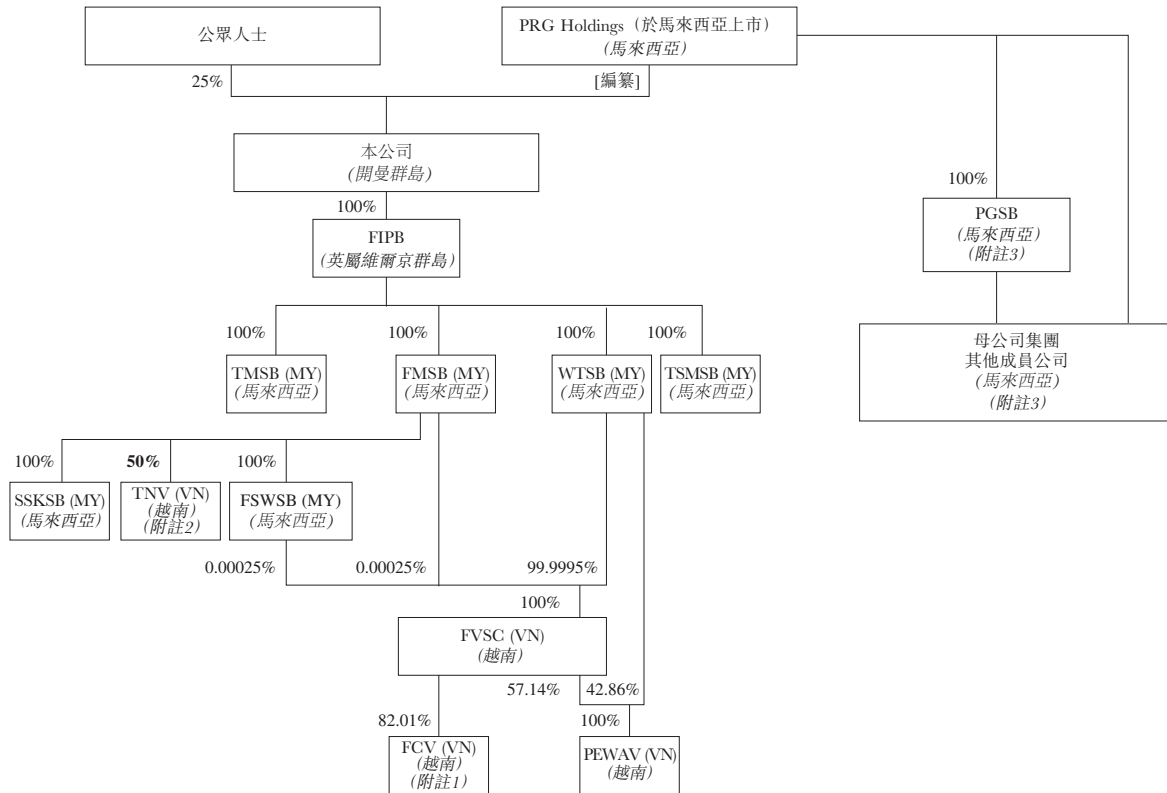 公眾人士
PRG Holdings（於馬來西亞上市）
(馬來西亞)
25%
[編纂]
本公司
(開曼群島)
100%
100%
FIPB
(英屬維爾京群島)
PGSB
(馬來西亞)
(附註3)
100%
100%
100%
100%
TMSB (MY)
(馬來西亞)
FMSB (MY)
(馬來西亞)
WTSB (MY)
(馬來西亞)
TSMSB (MY)
(馬來西亞)
母公司集團
其他成員公司
(馬來西亞)
(附註3)
100%
50%
100%
SSKSB (MY)
(馬來西亞)
TNV (VN)
(越南)
(附註2)
FSWSB (MY)
(馬來西亞)
0.00025%
0.00025%
99.9995%
100%
FVSC (VN)
(越南)
57.14%
42.86%
82.01%
100%
FCV (VN)
(越南)
(附註1)
PEWAV (VN)
(越南)